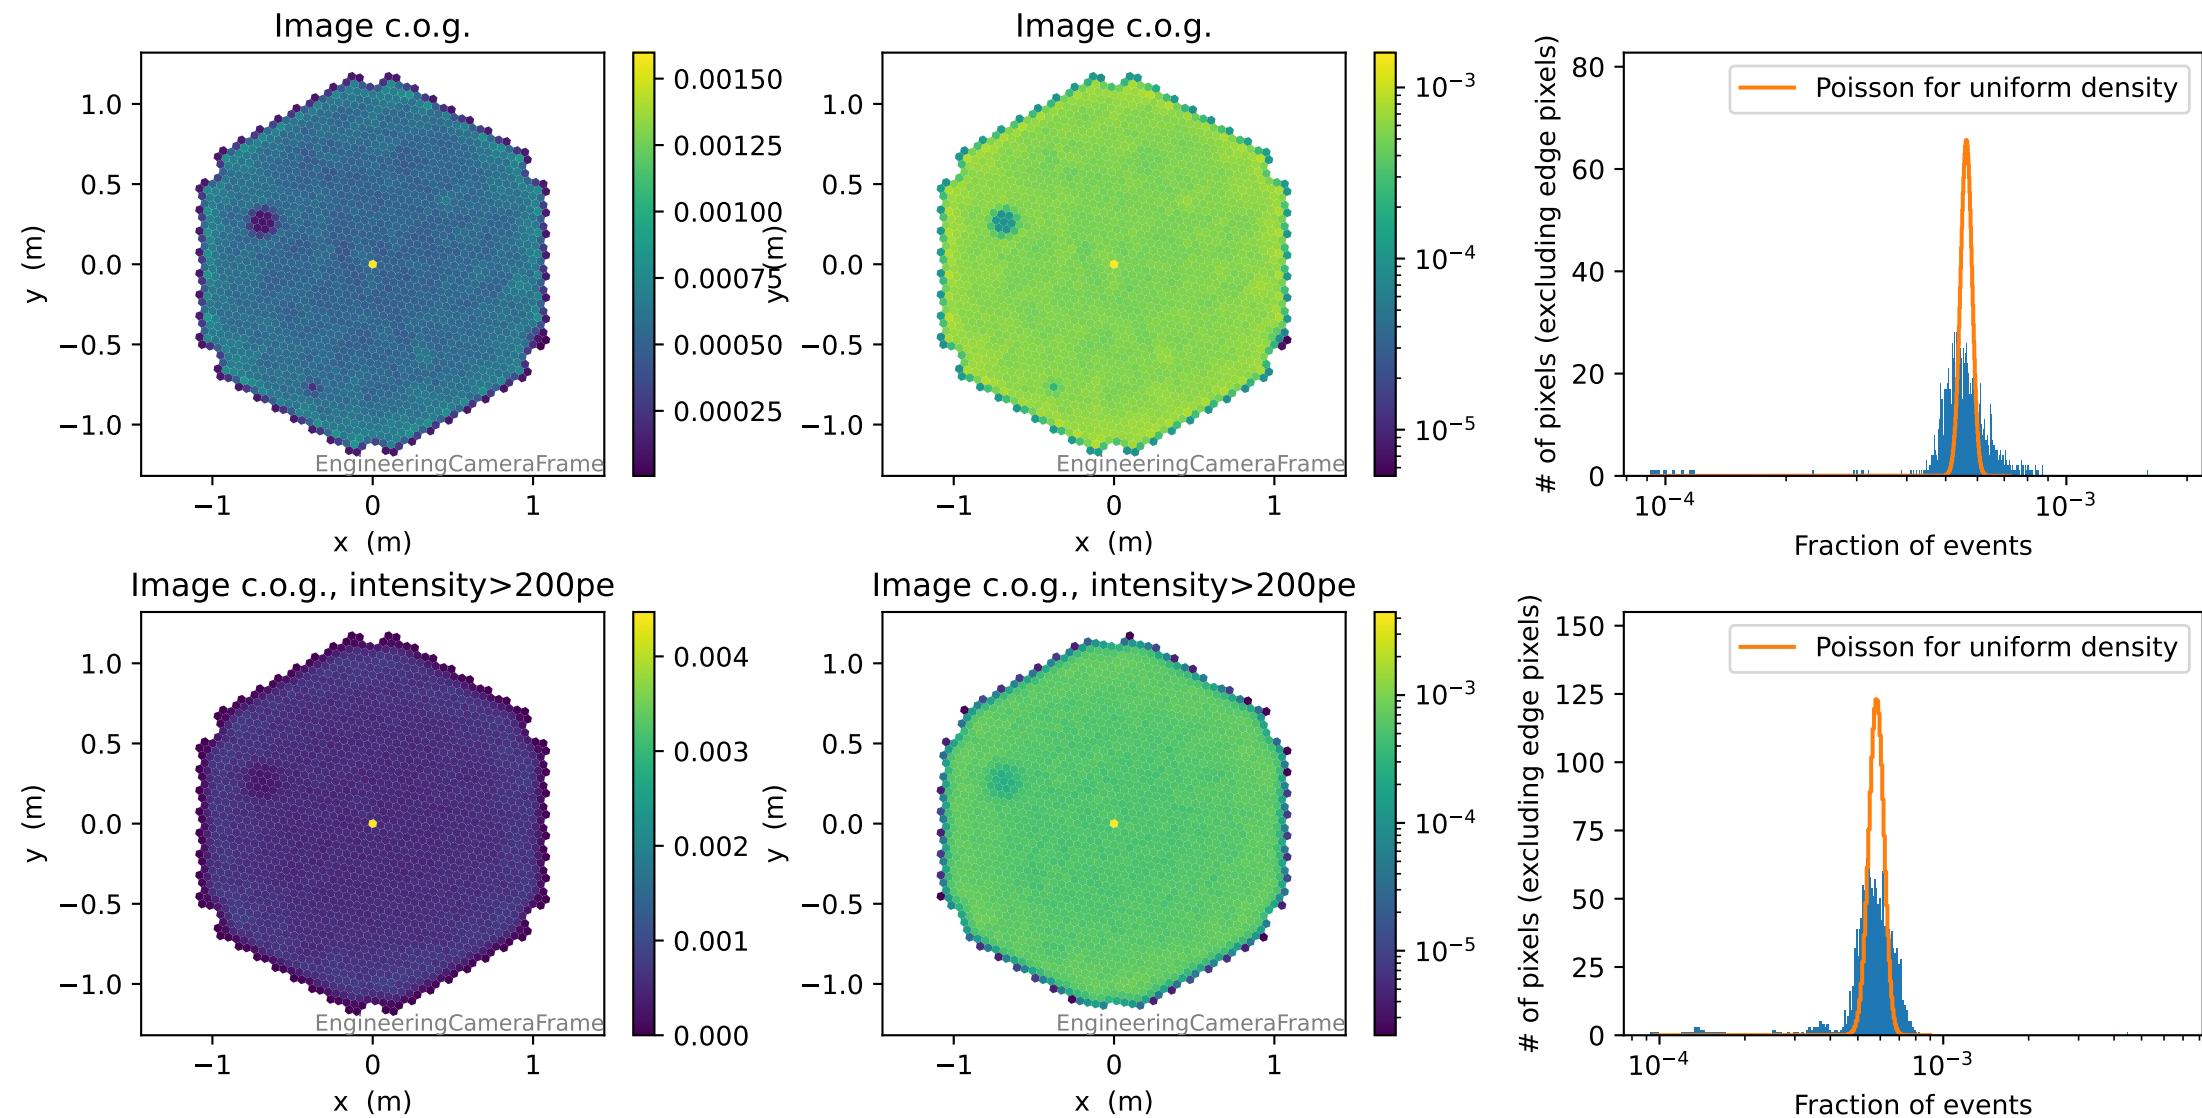 Image c.o.g.
y (m)
1.0
0.5
0.0
−0.5
−1.0
−1
0
1
x (m)
EngineeringCameraFrame
0.00150
0.00125
0.00100
0.00075
0.00050
0.00025
Image c.o.g.
y (m)
1.0
0.5
0.0
−0.5
−1.0
−1
0
1
x (m)
EngineeringCameraFrame
10⁻³
10⁻⁴
10⁻⁵
# of pixels (excluding edge pixels)
80
60
40
20
0
Poisson for uniform density
10⁻⁴
10⁻³
Fraction of events
Image c.o.g., intensity>200pe
y (m)
1.0
0.5
0.0
−0.5
−1.0
−1
0
1
x (m)
EngineeringCameraFrame
0.004
0.003
0.002
0.001
0.000
Image c.o.g., intensity>200pe
y (m)
1.0
0.5
0.0
−0.5
−1.0
−1
0
1
x (m)
EngineeringCameraFrame
10⁻³
10⁻⁴
10⁻⁵
# of pixels (excluding edge pixels)
150
125
100
75
50
25
0
Poisson for uniform density
10⁻⁴
10⁻³
Fraction of events